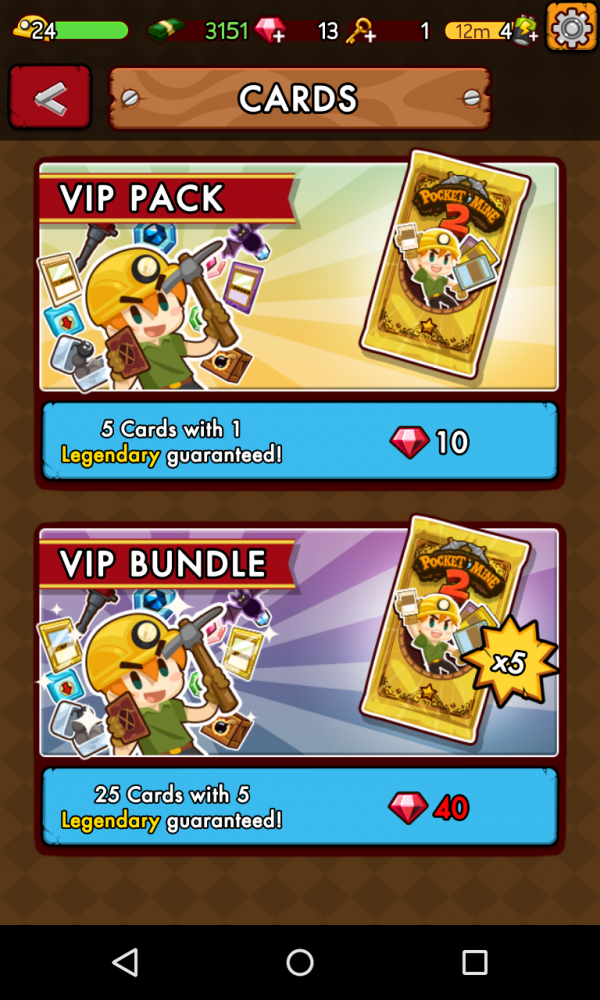 24 3151 13 1 12m 4
CARDS
VIP PACK
POCKET MINE
2
5 Cards with 1
Legendary guaranteed!
10
VIP BUNDLE
POCKET MINE
2
x5
25 Cards with 5
Legendary guaranteed!
40